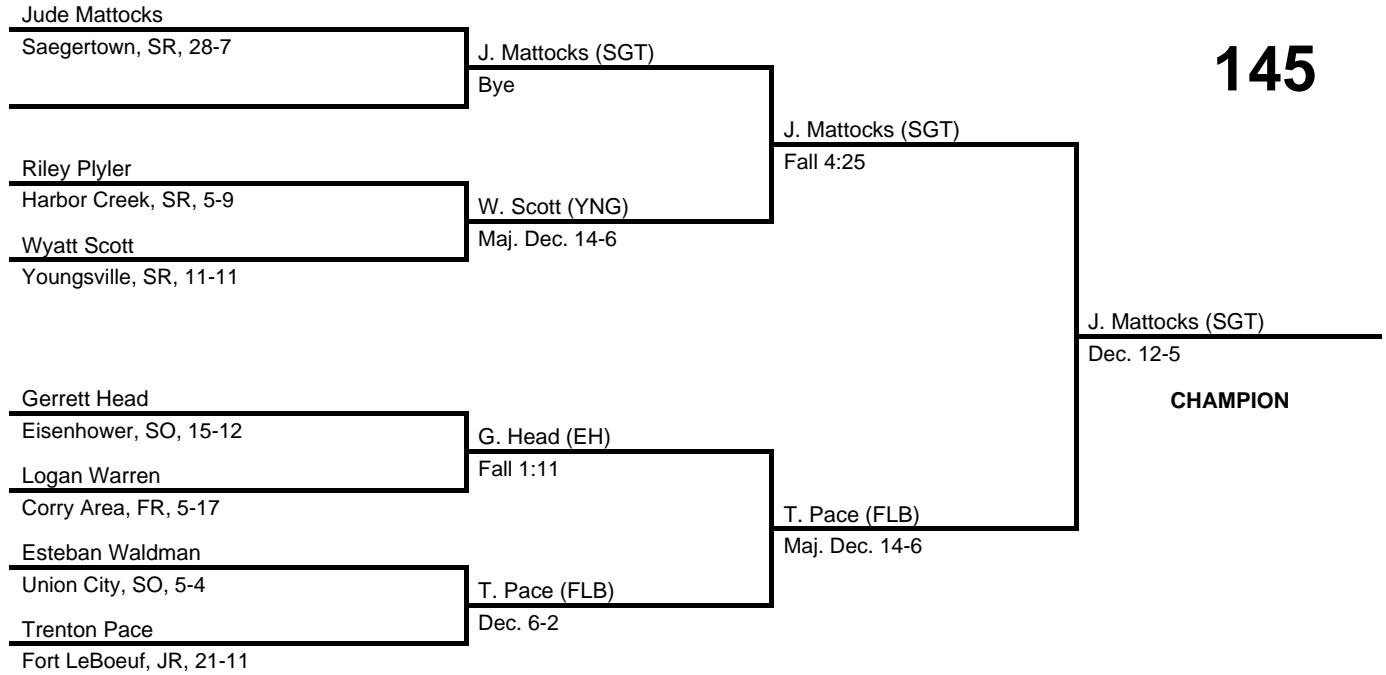 Jude Mattocks
Saegertown, SR, 28-7
J. Mattocks (SGT)
Bye
145
J. Mattocks (SGT)
Fall 4:25
Riley Plyler
Harbor Creek, SR, 5-9
W. Scott (YNG)
Maj. Dec. 14-6
Wyatt Scott
Youngsville, SR, 11-11
J. Mattocks (SGT)
Dec. 12-5
CHAMPION
Gerrett Head
Eisenhower, SO, 15-12
G. Head (EH)
Fall 1:11
Logan Warren
Corry Area, FR, 5-17
T. Pace (FLB)
Maj. Dec. 14-6
Esteban Waldman
Union City, SO, 5-4
T. Pace (FLB)
Dec. 6-2
Trenton Pace
Fort LeBoeuf, JR, 21-11